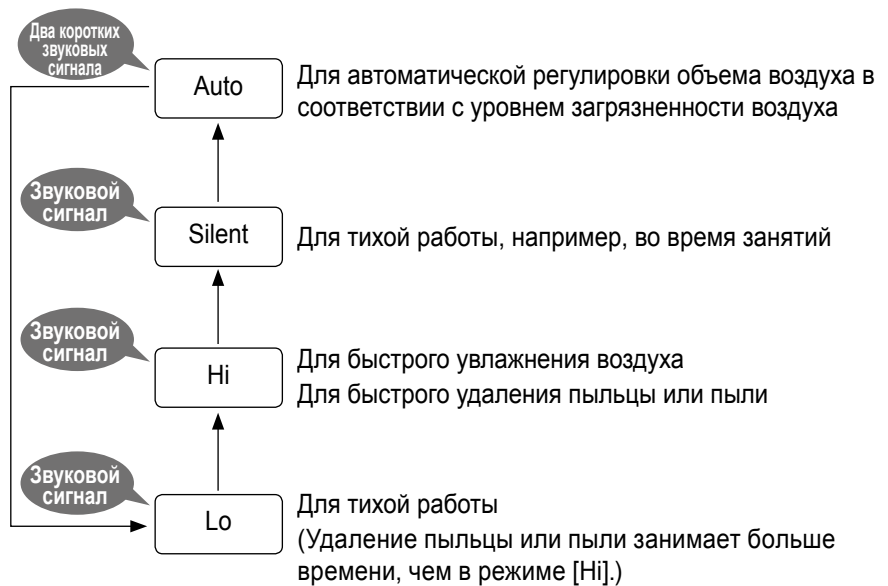 Два коротких
звуковых
сигнала
Auto
Для автоматической регулировки объема воздуха в
соответствии с уровнем загрязненности воздуха
Звуковой
сигнал
Silent
Для тихой работы, например, во время занятий
Звуковой
сигнал
Hi
Для быстрого увлажнения воздуха
Для быстрого удаления пыльцы или пыли
Звуковой
сигнал
Lo
Для тихой работы
(Удаление пыльцы или пыли занимает больше
времени, чем в режиме [Hi].)